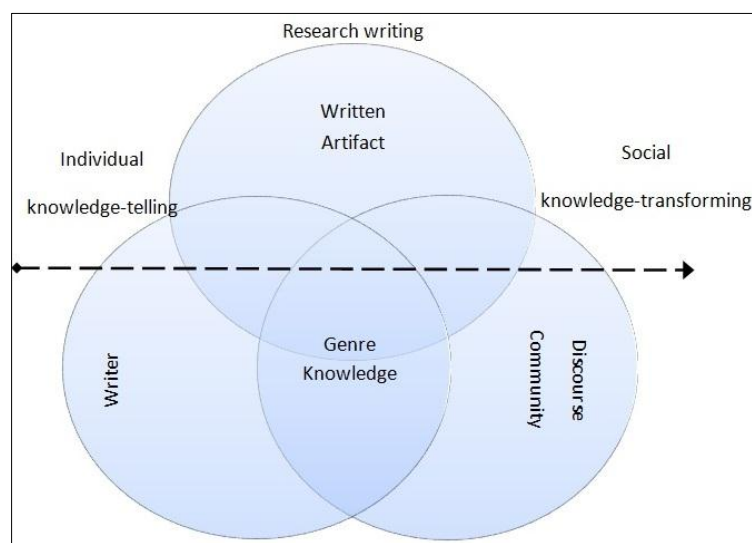 Research writing
Written
Artifact
Individual
knowledge-telling
Social
knowledge-transforming
Genre
Knowledge
Writer
Discourse
Community